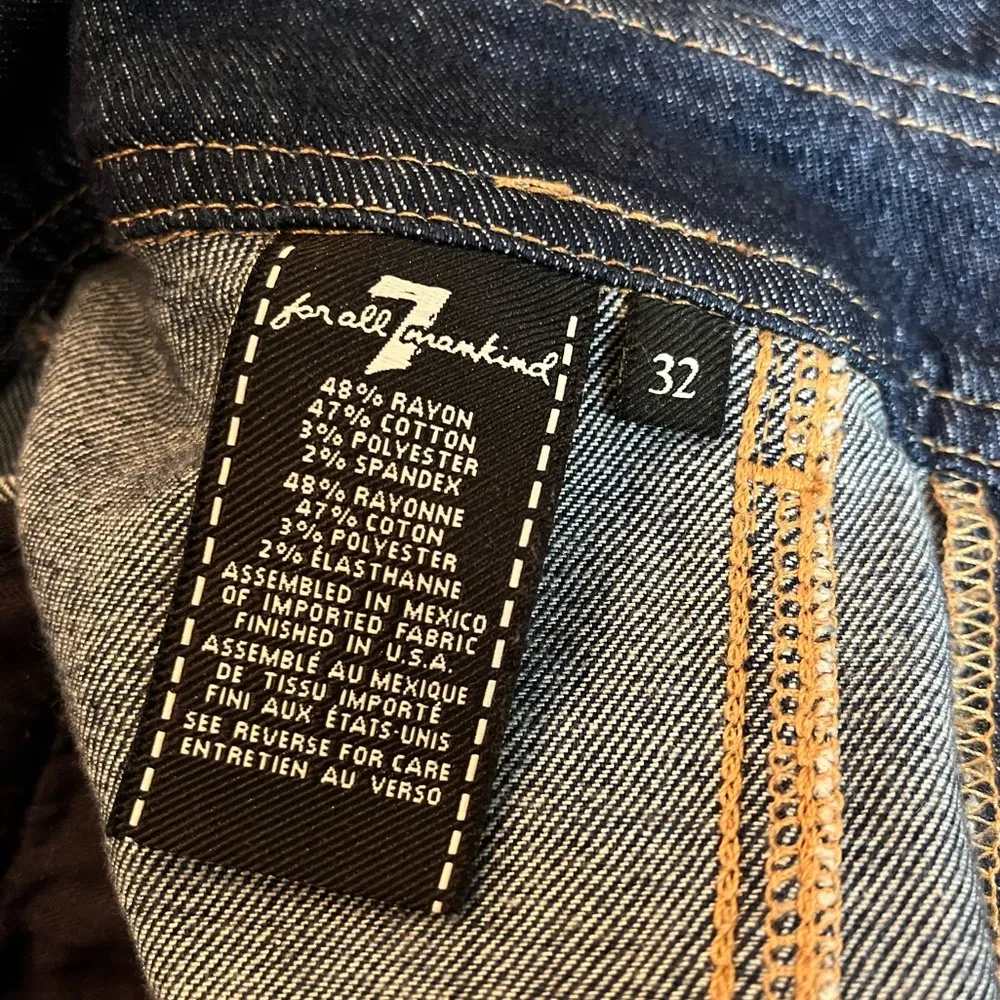 7
for all mankind
48% RAYON
47% COTTON
3% POLYESTER
2% SPANDEX
48% RAYONNE
47% COTON
3% POLYESTER
2% ÉLASTHANNE
ASSEMBLED IN MEXICO
OF IMPORTED FABRIC
FINISHED IN U.S.A.
ASSEMBLÉ AU MEXIQUE
DE TISSU IMPORTÉ
FINI AUX ÉTATS-UNIS
SEE REVERSE FOR CARE
ENTRETIEN AU VERSO
32